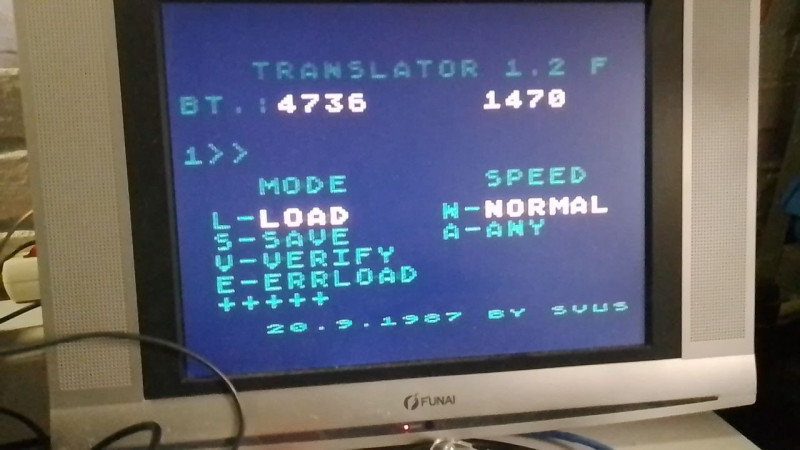 TRANSLATOR 1.2 F
BT.:4736 1470
1>>
MODE SPEED
L-LOAD W-NORMAL
S-SAVE A-ANY
V-VERIFY
E-ERRLOAD
+++++
20.9.1987 BY SVUS
FUNAI